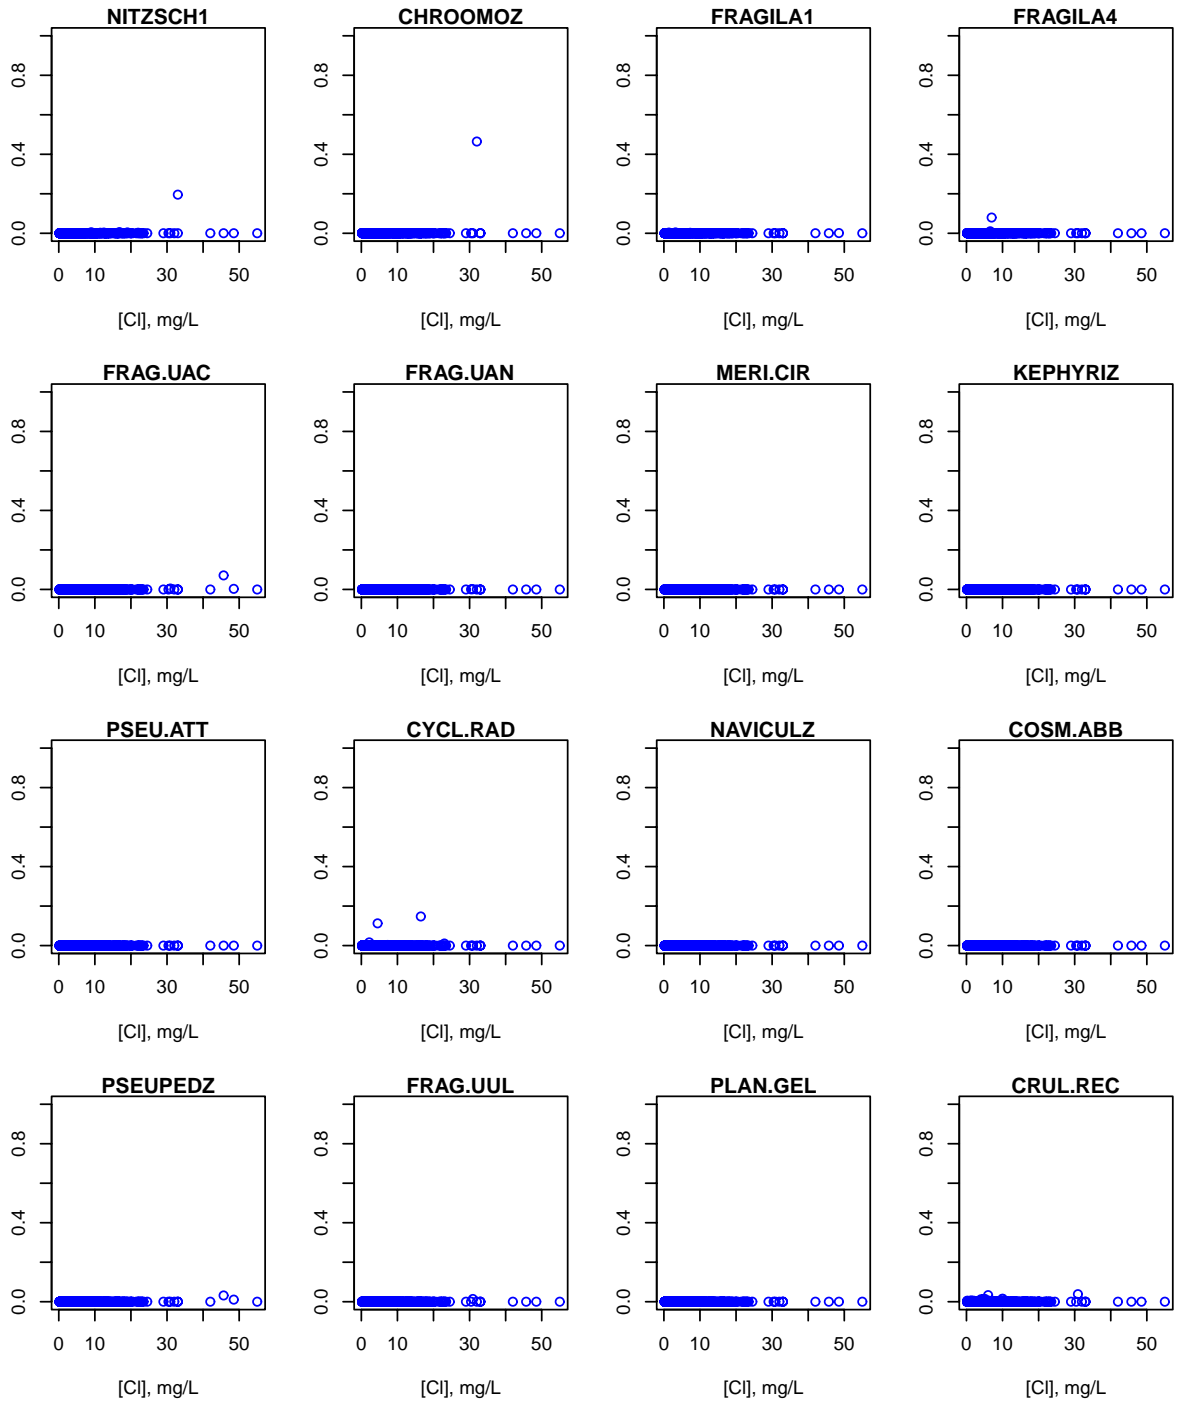 NITZSCH1 CHROOMOZ FRAGILA1 FRAGILA4
0.8 0.8 0.8 0.8
0.4 0.4 0.4 0.4
0.0 0.0 0.0 0.0
0 10 30 50 0 10 30 50 0 10 30 50 0 10 30 50
[Cl], mg/L [Cl], mg/L [Cl], mg/L [Cl], mg/L
FRAG.UAC FRAG.UAN MERI.CIR KEPHYRIZ
0.8 0.8 0.8 0.8
0.4 0.4 0.4 0.4
0.0 0.0 0.0 0.0
0 10 30 50 0 10 30 50 0 10 30 50 0 10 30 50
[Cl], mg/L [Cl], mg/L [Cl], mg/L [Cl], mg/L
PSEU.ATT CYCL.RAD NAVICULZ COSM.ABB
0.8 0.8 0.8 0.8
0.4 0.4 0.4 0.4
0.0 0.0 0.0 0.0
0 10 30 50 0 10 30 50 0 10 30 50 0 10 30 50
[Cl], mg/L [Cl], mg/L [Cl], mg/L [Cl], mg/L
PSEUPEDZ FRAG.UUL PLAN.GEL CRUL.REC
0.8 0.8 0.8 0.8
0.4 0.4 0.4 0.4
0.0 0.0 0.0 0.0
0 10 30 50 0 10 30 50 0 10 30 50 0 10 30 50
[Cl], mg/L [Cl], mg/L [Cl], mg/L [Cl], mg/L